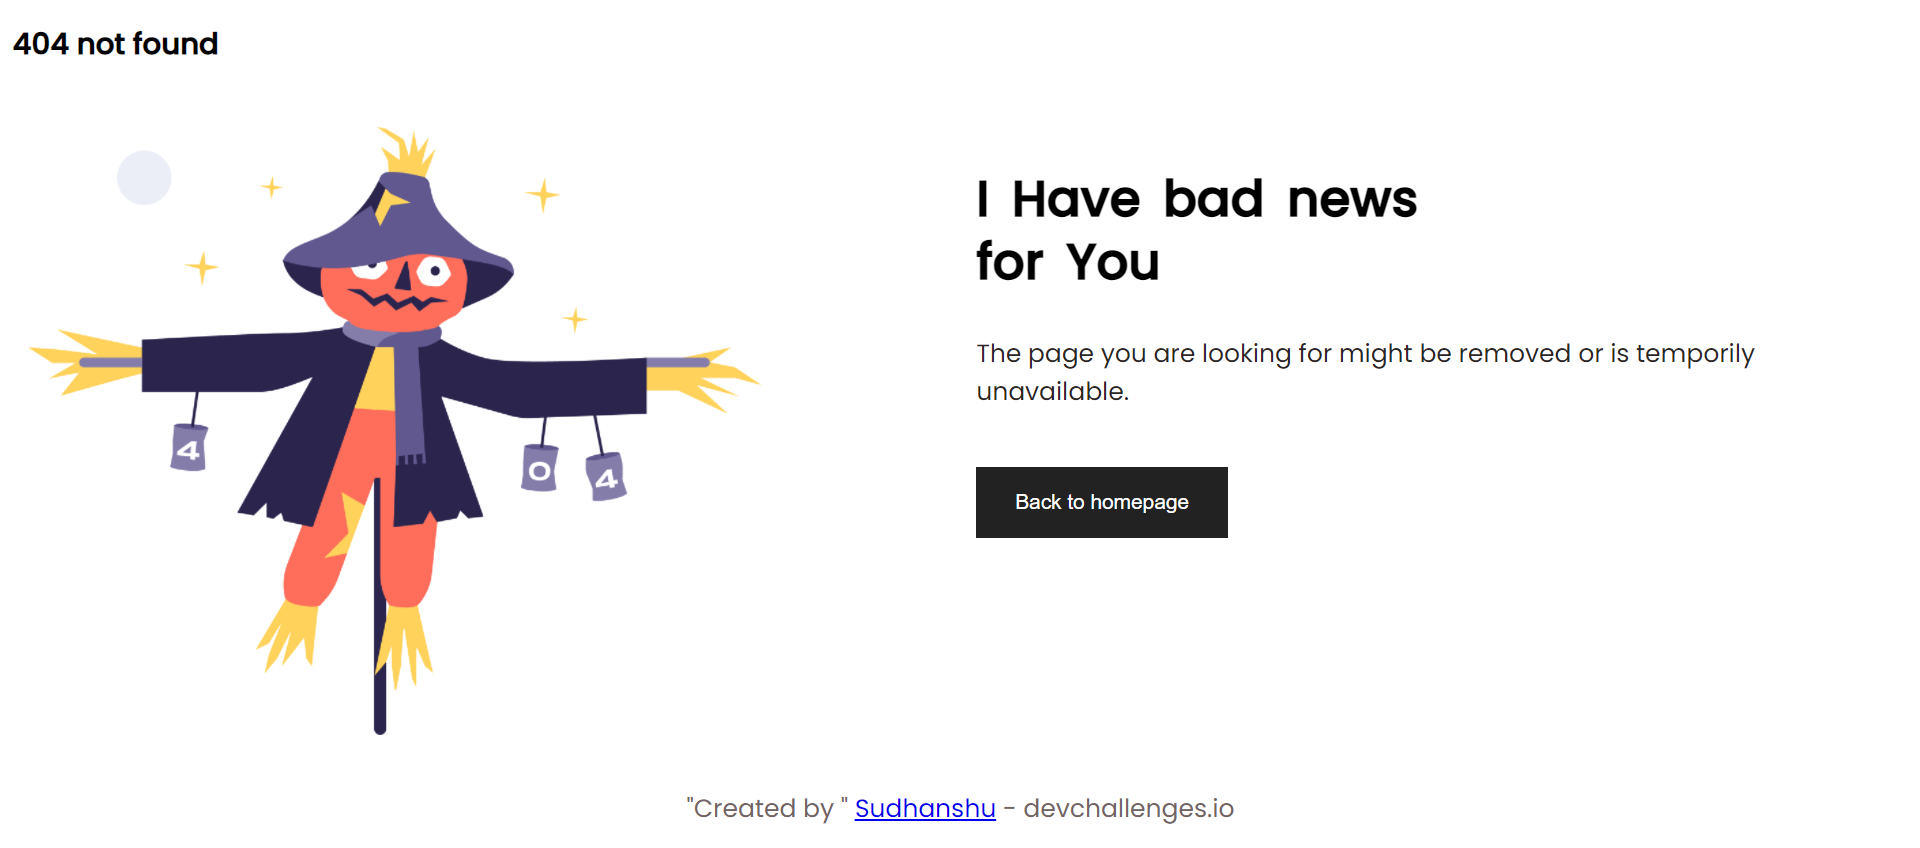 404 not found
I Have bad news
for You
The page you are looking for might be removed or is temporily
unavailable.
4
0
4
Back to homepage
"Created by " Sudhanshu - devchallenges.io